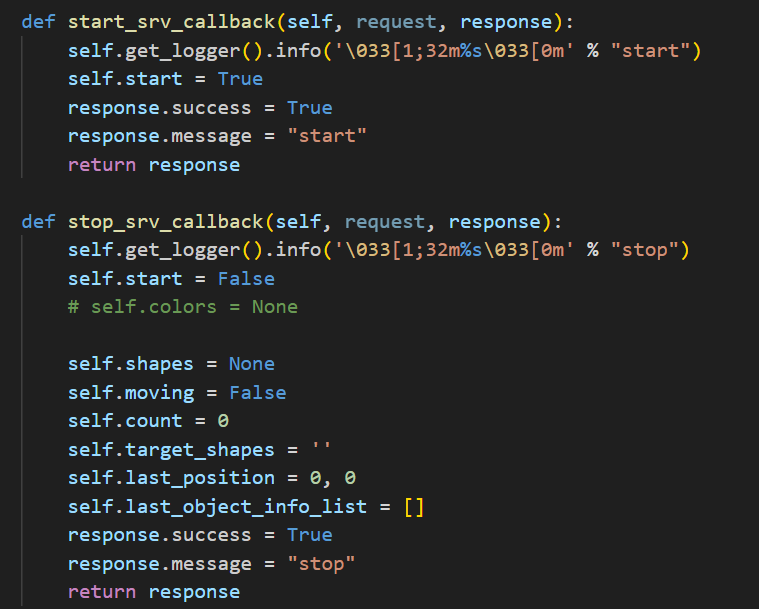 def start_srv_callback(self, request, response):
    self.get_logger().info('\033[1;32m%s\033[0m' % "start")
    self.start = True
    response.success = True
    response.message = "start"
    return response

def stop_srv_callback(self, request, response):
    self.get_logger().info('\033[1;32m%s\033[0m' % "stop")
    self.start = False
    # self.colors = None

    self.shapes = None
    self.moving = False
    self.count = 0
    self.target_shapes = ''
    self.last_position = 0, 0
    self.last_object_info_list = []
    response.success = True
    response.message = "stop"
    return response